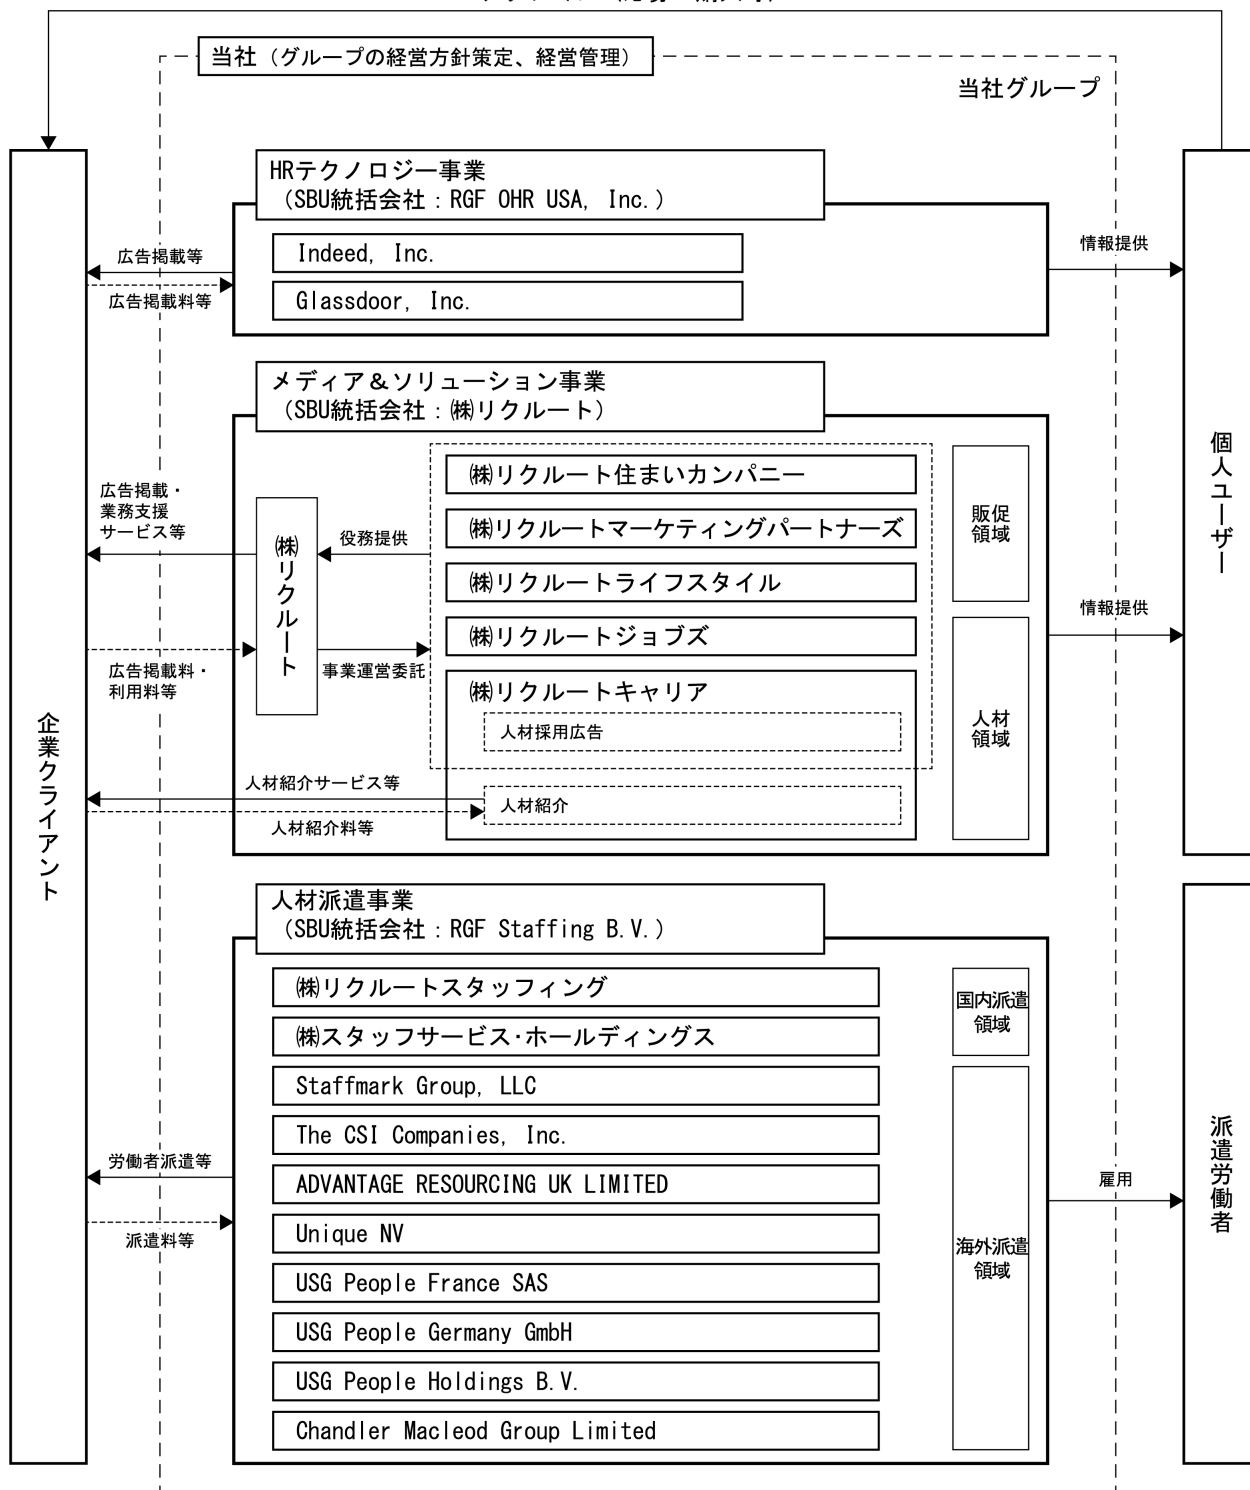 当社（グループの経営方針策定、経営管理）
当社グループ
HRテクノロジー事業
（SBU統括会社：RGF OHR USA, Inc.）
Indeed, Inc.
Glassdoor, Inc.
広告掲載等
広告掲載料等
情報提供
メディア＆ソリューション事業
（SBU統括会社：㈱リクルート）
㈱リクルート住まいカンパニー
㈱リクルートマーケティングパートナーズ
㈱リクルートライフスタイル
㈱リクルートジョブズ
㈱リクルートキャリア
人材採用広告
人材紹介
販促
領域
人材
領域
広告掲載・
業務支援
サービス等
広告掲載料・
利用料等
㈱リクルート
役務提供
事業運営委託
人材紹介サービス等
人材紹介料等
情報提供
企業クライアント
個人ユーザー
人材派遣事業
（SBU統括会社：RGF Staffing B.V.）
㈱リクルートスタッフィング
㈱スタッフサービス・ホールディングス
Staffmark Group, LLC
The CSI Companies, Inc.
ADVANTAGE RESOURCING UK LIMITED
Unique NV
USG People France SAS
USG People Germany GmbH
USG People Holdings B.V.
Chandler Macleod Group Limited
国内派遣
領域
海外派遣
領域
労働者派遣等
派遣料等
雇用
派遣労働者